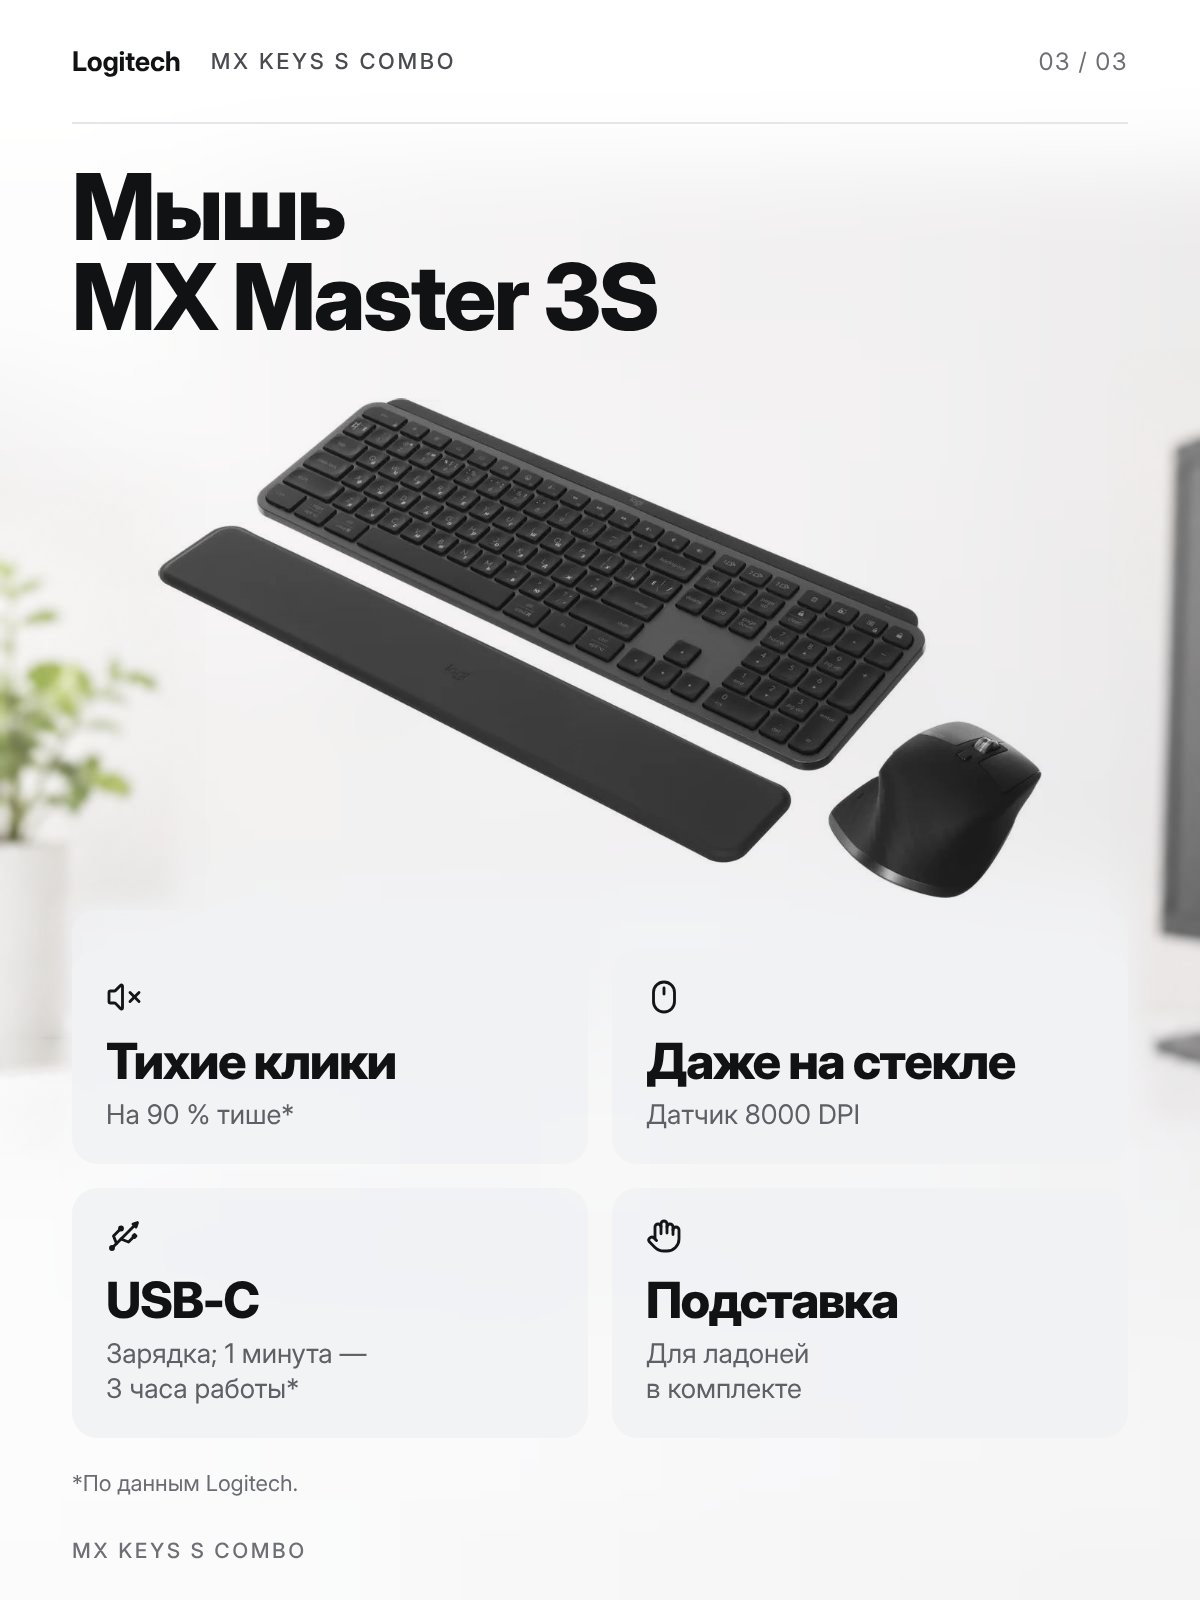 Logitech MX KEYS S COMBO 03 / 03
Мышь
MX Master 3S
logi
Тихие клики
На 90 % тише*
Даже на стекле
Датчик 8000 DPI
USB-C
Зарядка; 1 минута —
3 часа работы*
Подставка
Для ладоней
в комплекте
*По данным Logitech.
MX KEYS S COMBO